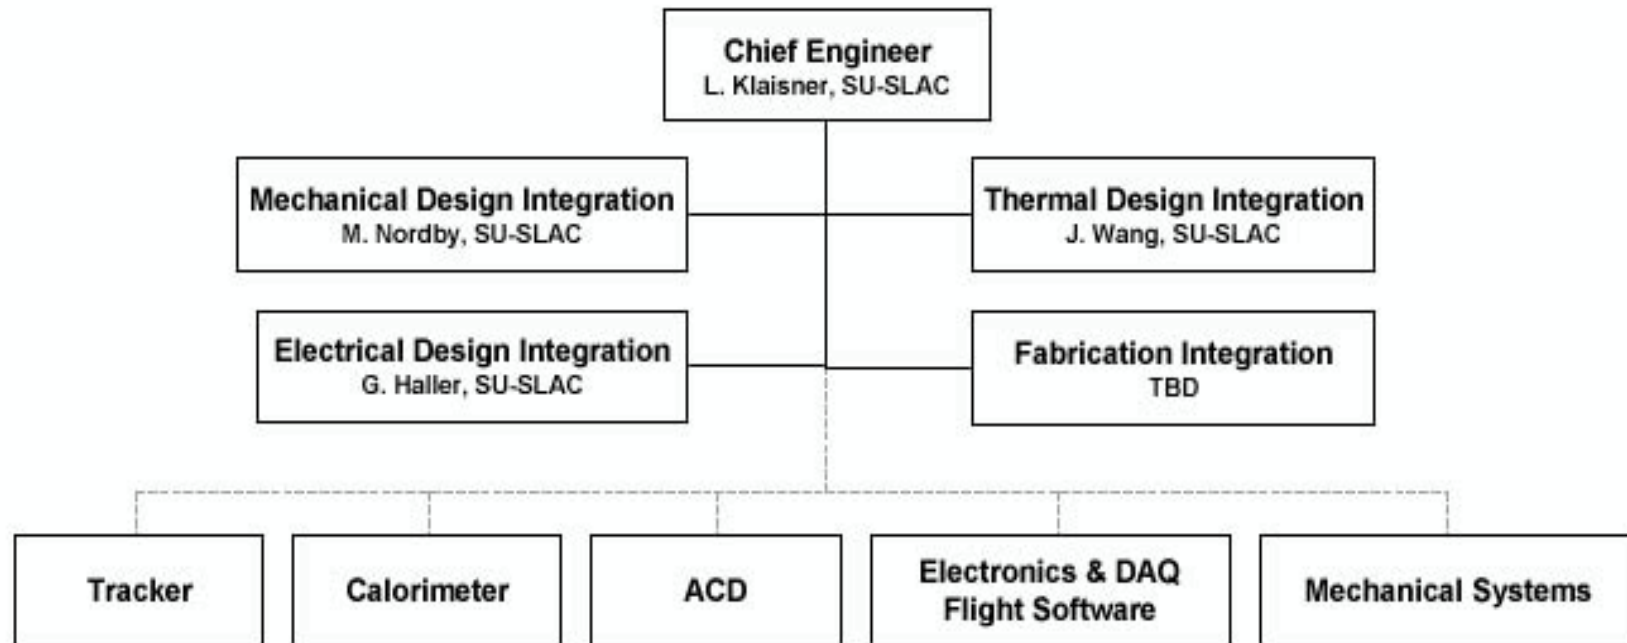 Chief Engineer
L. Klaisner, SU-SLAC
Mechanical Design Integration
M. Nordby, SU-SLAC
Thermal Design Integration
J. Wang, SU-SLAC
Electrical Design Integration
G. Haller, SU-SLAC
Fabrication Integration
TBD
Tracker
Calorimeter
ACD
Electronics & DAQ
Flight Software
Mechanical Systems